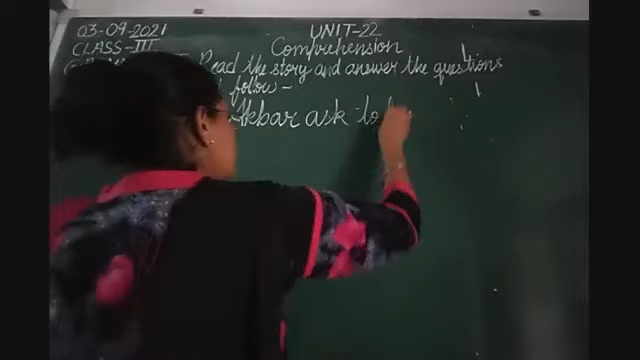 03-09-2021
UNIT-22
CLASS-III
Comprehension
Read the story and answer the questions
follow -
Akbar ask to